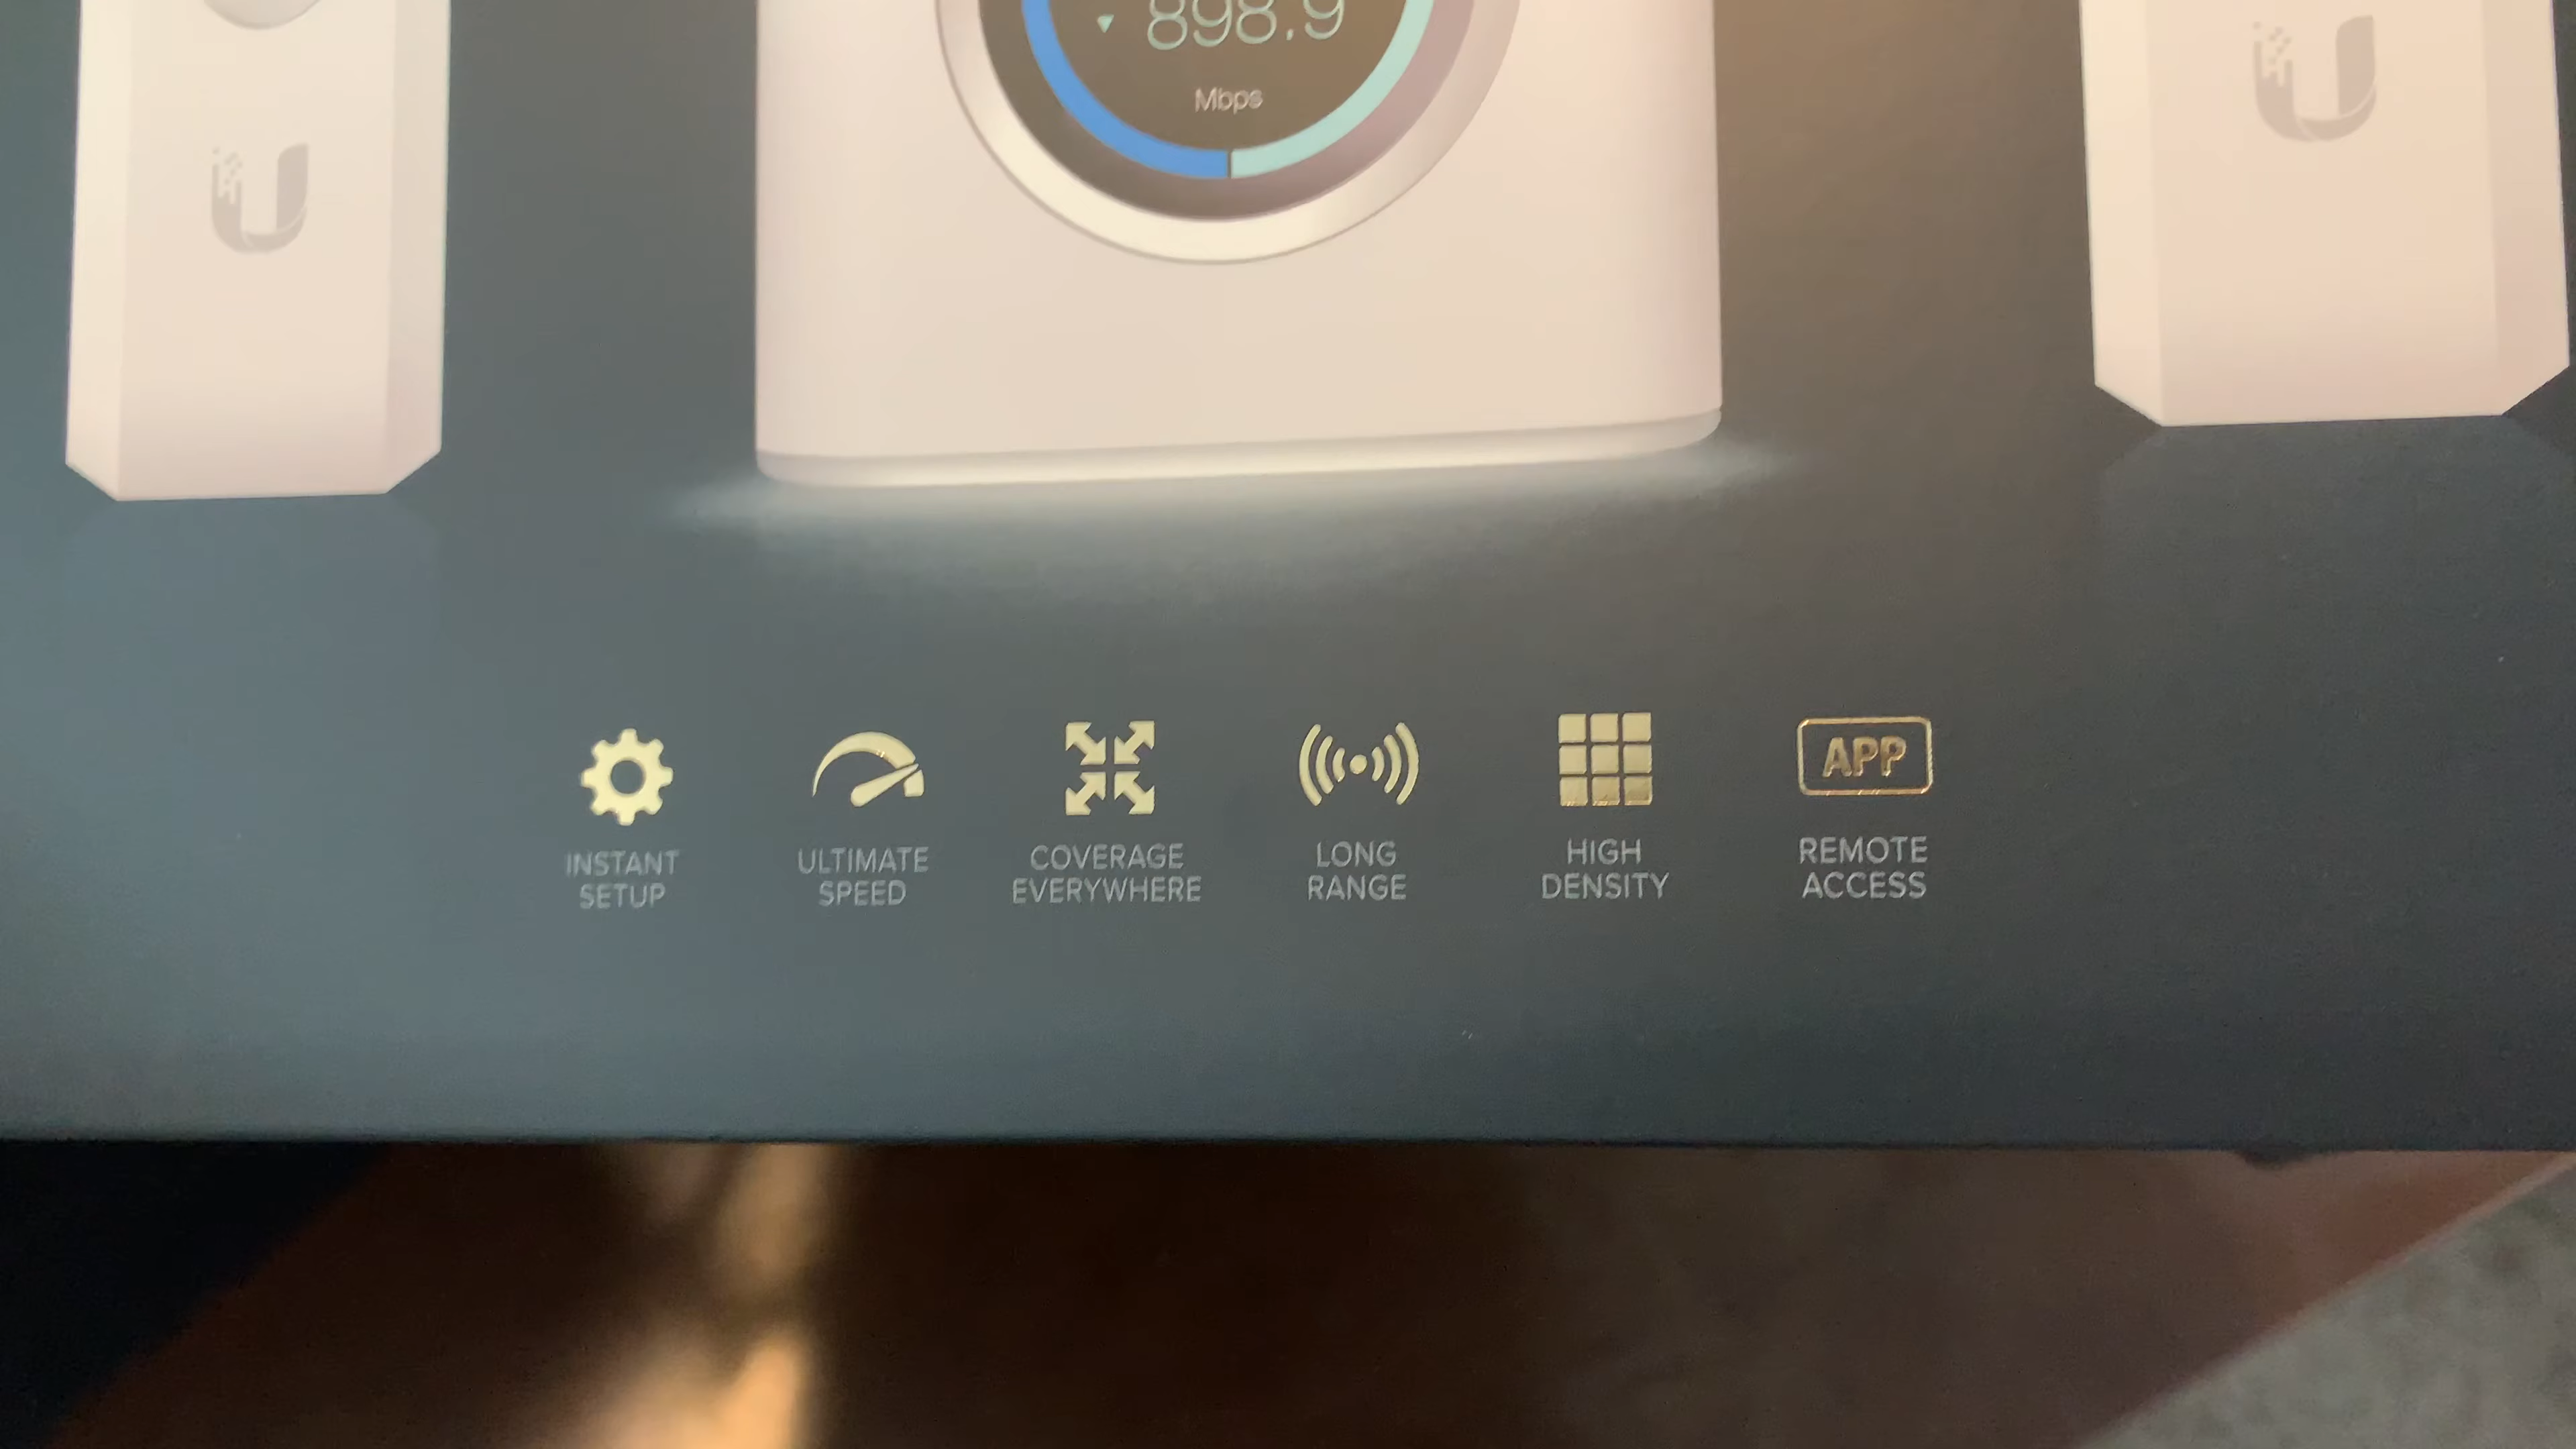 898.9
Mbps
INSTANT
SETUP
ULTIMATE
SPEED
COVERAGE
EVERYWHERE
LONG
RANGE
HIGH
DENSITY
APP
REMOTE
ACCESS